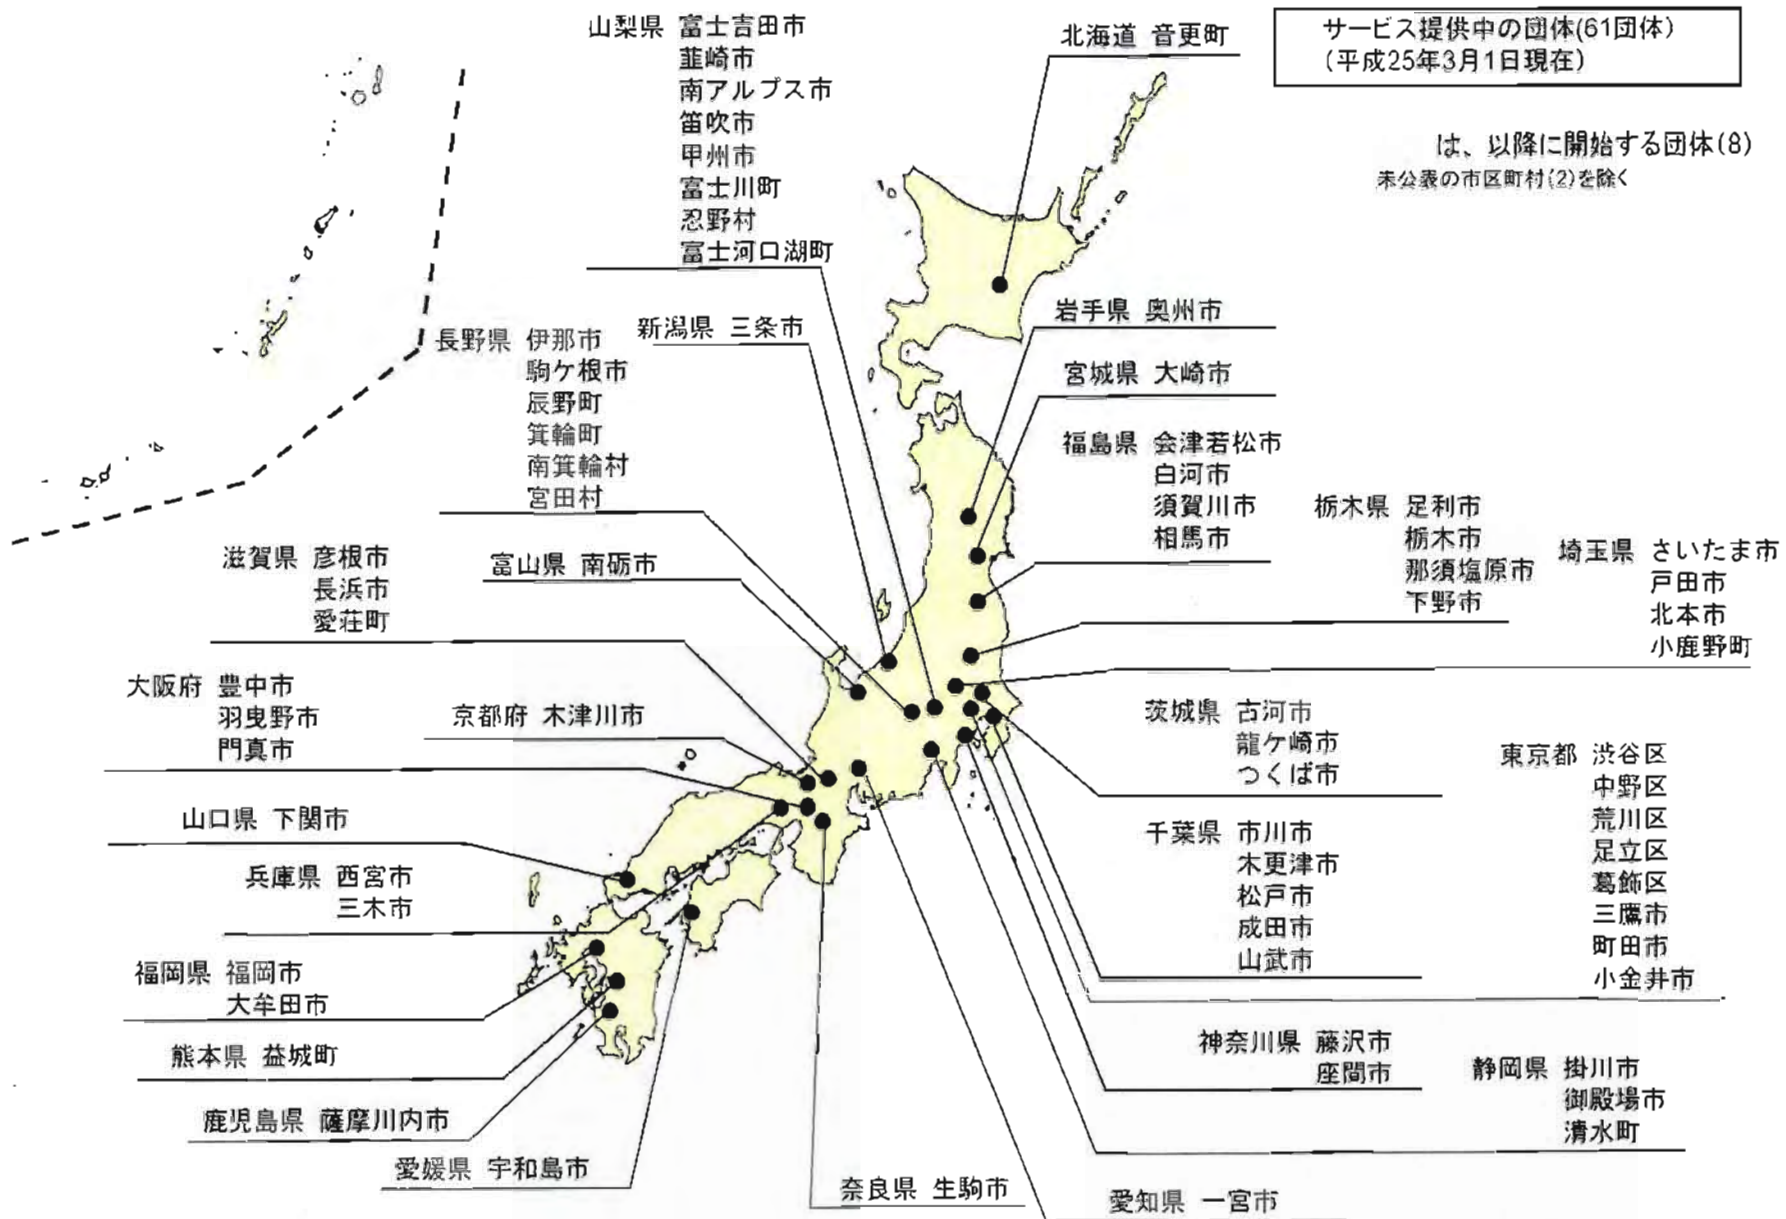 サービス提供中の団体(61団体)
(平成25年3月1日現在)
は、以降に開始する団体(8)
未公表の市区町村(2)を除く
北海道 音更町
岩手県 奥州市
宮城県 大崎市
福島県 会津若松市
白河市
須賀川市
相馬市
栃木県 足利市
栃木市
那須塩原市
下野市
埼玉県 さいたま市
戸田市
北本市
小鹿野町
茨城県 古河市
龍ケ崎市
つくば市
千葉県 市川市
木更津市
松戸市
成田市
山武市
東京都 渋谷区
中野区
荒川区
足立区
葛飾区
三鷹市
町田市
小金井市
神奈川県 藤沢市
座間市
静岡県 掛川市
御殿場市
清水町
愛知県 一宮市
山梨県 富士吉田市
韮崎市
南アルプス市
笛吹市
甲州市
富士川町
忍野村
富士河口湖町
新潟県 三条市
長野県 伊那市
駒ケ根市
辰野町
箕輪町
南箕輪村
宮田村
富山県 南砺市
滋賀県 彦根市
長浜市
愛荘町
京都府 木津川市
大阪府 豊中市
羽曳野市
門真市
山口県 下関市
兵庫県 西宮市
三木市
福岡県 福岡市
大牟田市
熊本県 益城町
鹿児島県 薩摩川内市
愛媛県 宇和島市
奈良県 生駒市